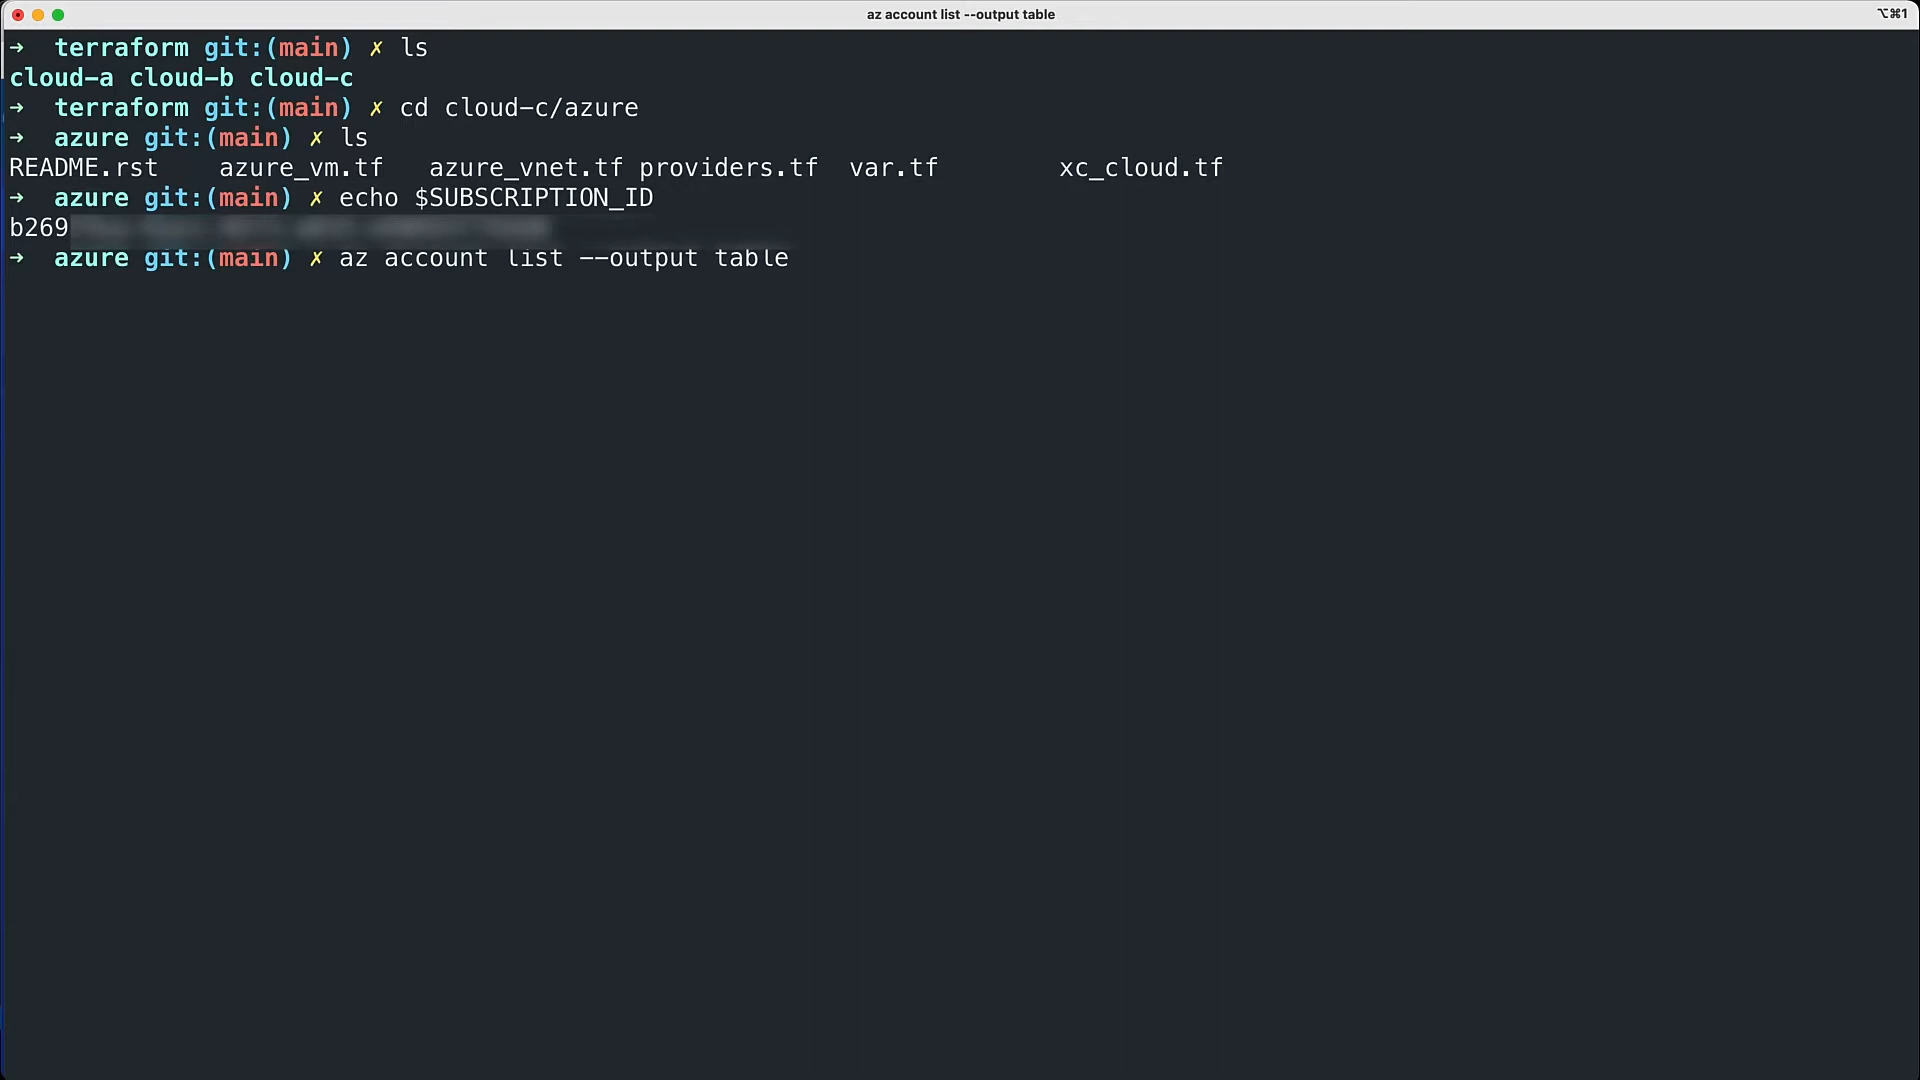 az account list --output table
⌥⌘1
➜ terraform git:(main) ✗ ls
cloud-a cloud-b cloud-c
➜ terraform git:(main) ✗ cd cloud-c/azure
➜ azure git:(main) ✗ ls
README.rst azure_vm.tf azure_vnet.tf providers.tf var.tf xc_cloud.tf
➜ azure git:(main) ✗ echo $SUBSCRIPTION_ID
b269
➜ azure git:(main) ✗ az account list --output table